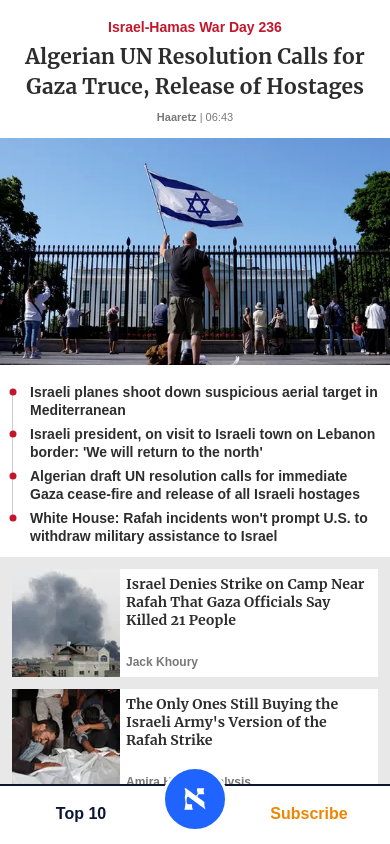 Israel-Hamas War Day 236
Algerian UN Resolution Calls for
Gaza Truce, Release of Hostages
Haaretz | 06:43
Israeli planes shoot down suspicious aerial target in
Mediterranean
Israeli president, on visit to Israeli town on Lebanon
border: 'We will return to the north'
Algerian draft UN resolution calls for immediate
Gaza cease-fire and release of all Israeli hostages
White House: Rafah incidents won't prompt U.S. to
withdraw military assistance to Israel
Israel Denies Strike on Camp Near
Rafah That Gaza Officials Say
Killed 21 People
Jack Khoury
The Only Ones Still Buying the
Israeli Army's Version of the
Rafah Strike
Amira
Top 10
Subscribe